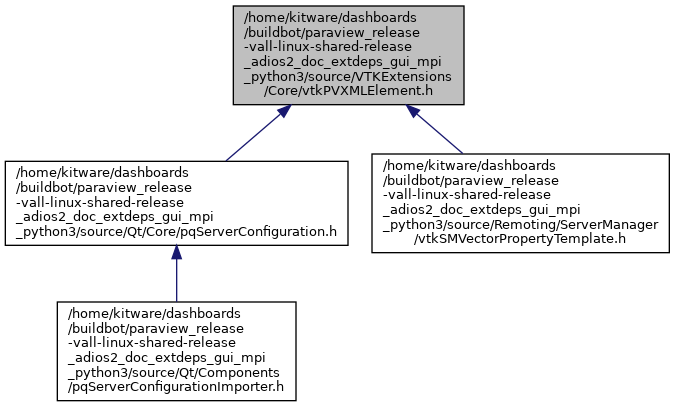 /home/kitware/dashboards
/buildbot/paraview_release
-vall-linux-shared-release
_adios2_doc_extdeps_gui_mpi
_python3/source/VTKExtensions
/Core/vtkPVXMLElement.h
/home/kitware/dashboards
/buildbot/paraview_release
-vall-linux-shared-release
_adios2_doc_extdeps_gui_mpi
_python3/source/Qt/Core/pqServerConfiguration.h
/home/kitware/dashboards
/buildbot/paraview_release
-vall-linux-shared-release
_adios2_doc_extdeps_gui_mpi
_python3/source/Remoting/ServerManager
/vtkSMVectorPropertyTemplate.h
/home/kitware/dashboards
/buildbot/paraview_release
-vall-linux-shared-release
_adios2_doc_extdeps_gui_mpi
_python3/source/Qt/Components
/pqServerConfigurationImporter.h